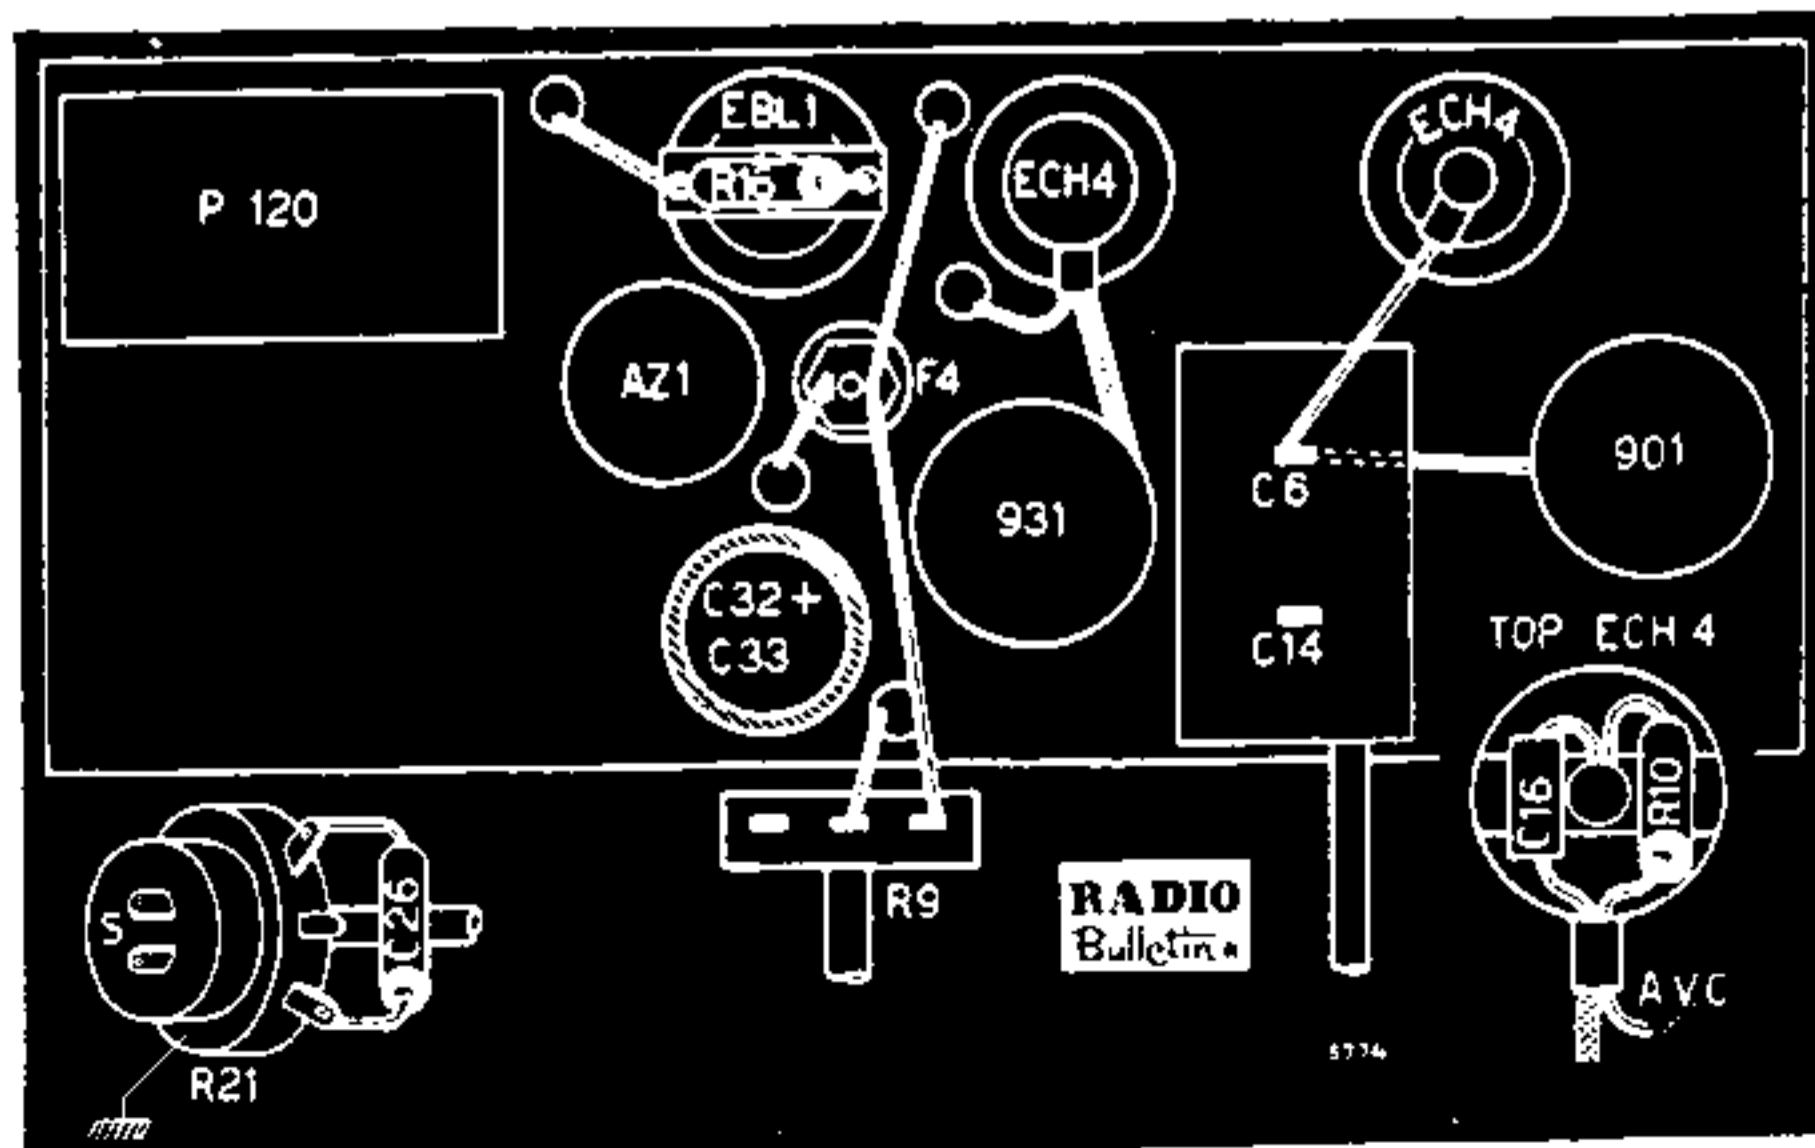 EBL1
ECH4
R15
ECH4
P 120
AZ1
F4
901
C6
931
C32+
C33
C14
TOP ECH 4
C16
R10
R9
RADIO
Bulletin
C26
S
AVC
R21